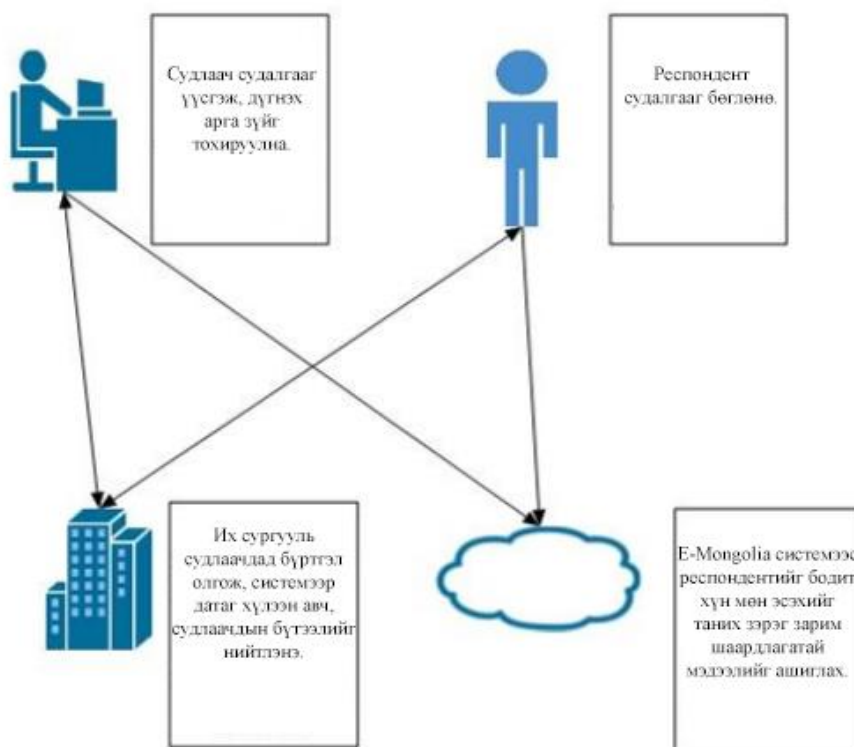 Судлаач судалгааг
үүсгэж, дүгнэх
арга зүйг
тохируулна.
Респондент
судалгааг бөглөнө.
Их сургууль
судлаачдад бүртгэл
олгож, системээр
датаг хүлээн авч,
судлаачдын бүтээлийг
нийтлэнэ.
E-Mongolia системээс
респондентийг бодит
хүн мөн эсэхийг
таних зэрэг зарим
шаардлагатай
мэдээлийг ашиглах.